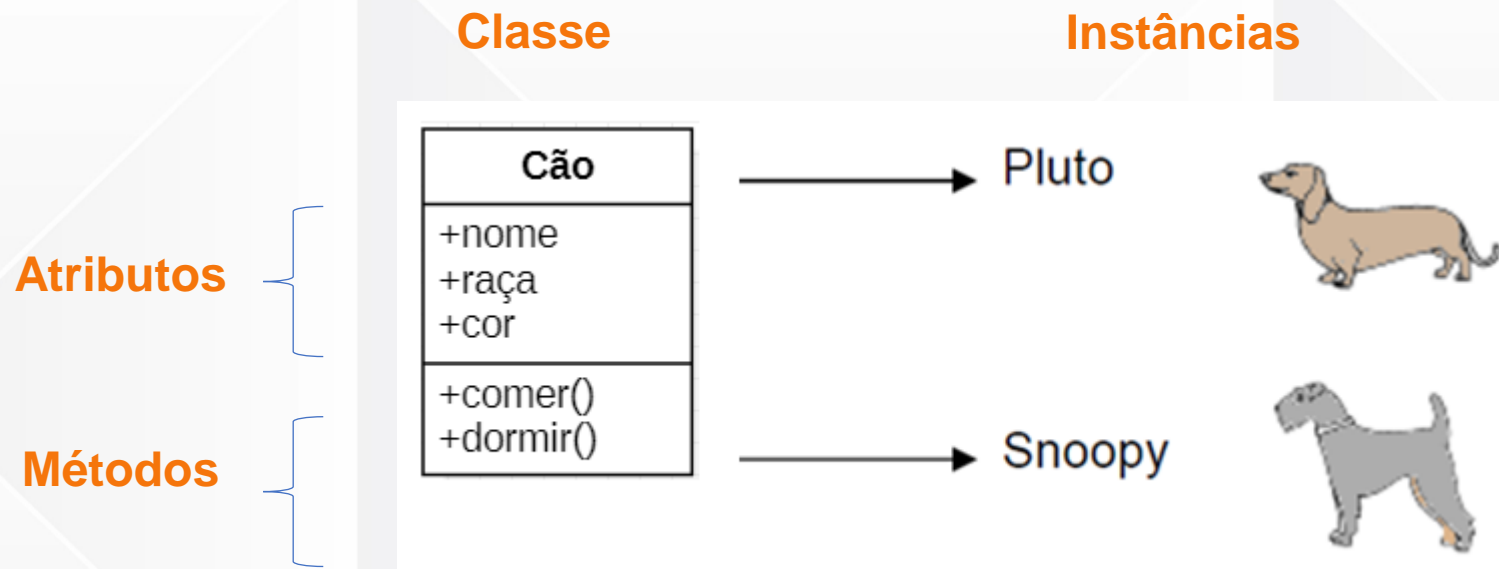 Classe
Instâncias
Cão
Pluto
Atributos
+nome
+raça
+cor
Métodos
+comer()
+dormir()
Snoopy